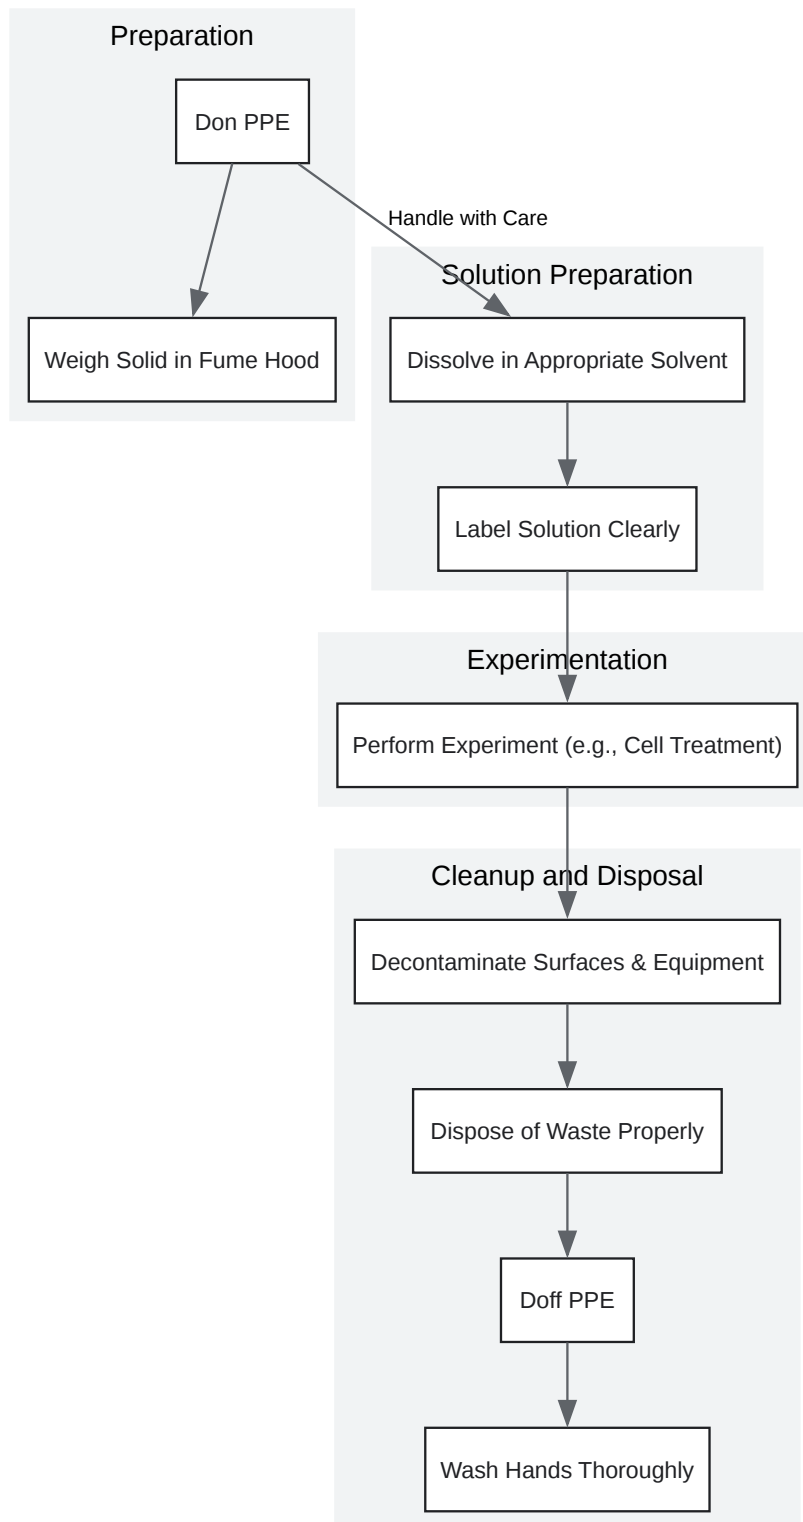 Preparation
Don PPE
Handle with Care
Solution Preparation
Weigh Solid in Fume Hood
Dissolve in Appropriate Solvent
Label Solution Clearly
Experimentation
Perform Experiment (e.g., Cell Treatment)
Cleanup and Disposal
Decontaminate Surfaces & Equipment
Dispose of Waste Properly
Doff PPE
Wash Hands Thoroughly